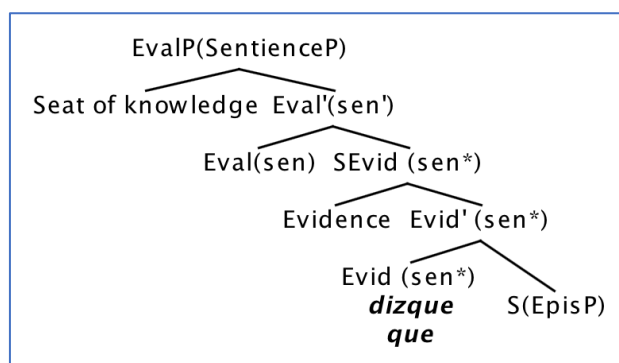 EvalP(SentienceP)
Seat of knowledge Eval'(sen')
Eval(sen) SEvid (sen*)
Evidence Evid' (sen*)
Evid (sen*)
dizque S(EpisP)
que